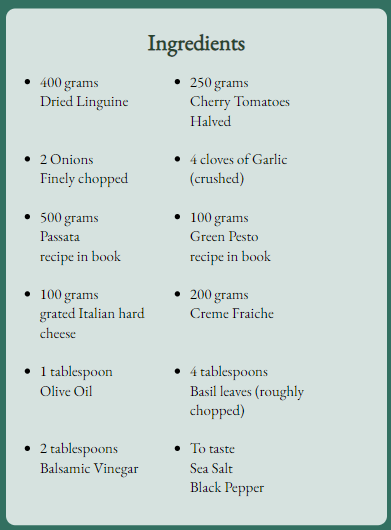 Ingredients
400 grams
Dried Linguine
250 grams
Cherry Tomatoes
Halved
2 Onions
Finely chopped
4 cloves of Garlic
(crushed)
500 grams
Passata
recipe in book
100 grams
Green Pesto
recipe in book
100 grams
grated Italian hard
cheese
200 grams
Creme Fraiche
1 tablespoon
Olive Oil
4 tablespoons
Basil leaves (roughly
chopped)
2 tablespoons
Balsamic Vinegar
To taste
Sea Salt
Black Pepper